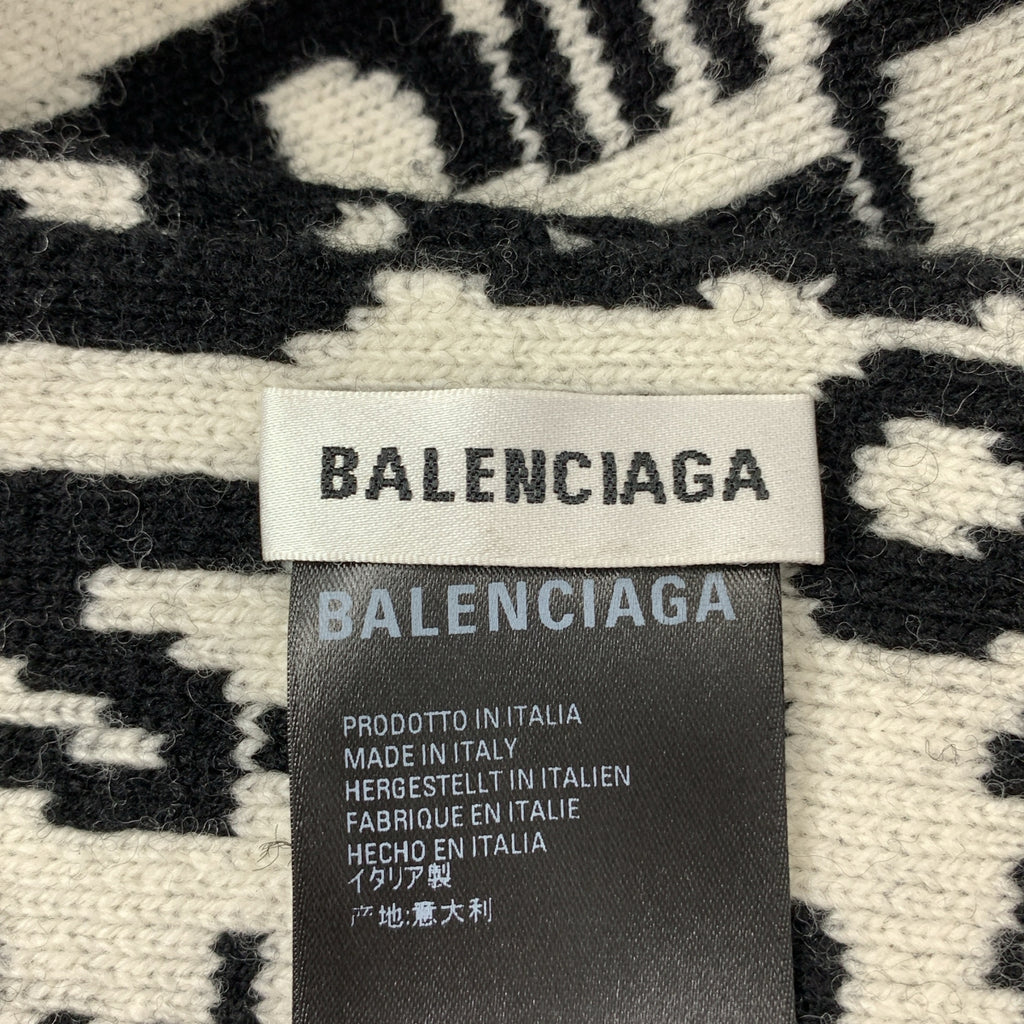 BALENCIAGA
BALENCIAGA
PRODOTTO IN ITALIA
MADE IN ITALY
HERGESTELLT IN ITALIEN
FABRIQUE EN ITALIE
HECHO EN ITALIA
イタリア製
产地:意大利